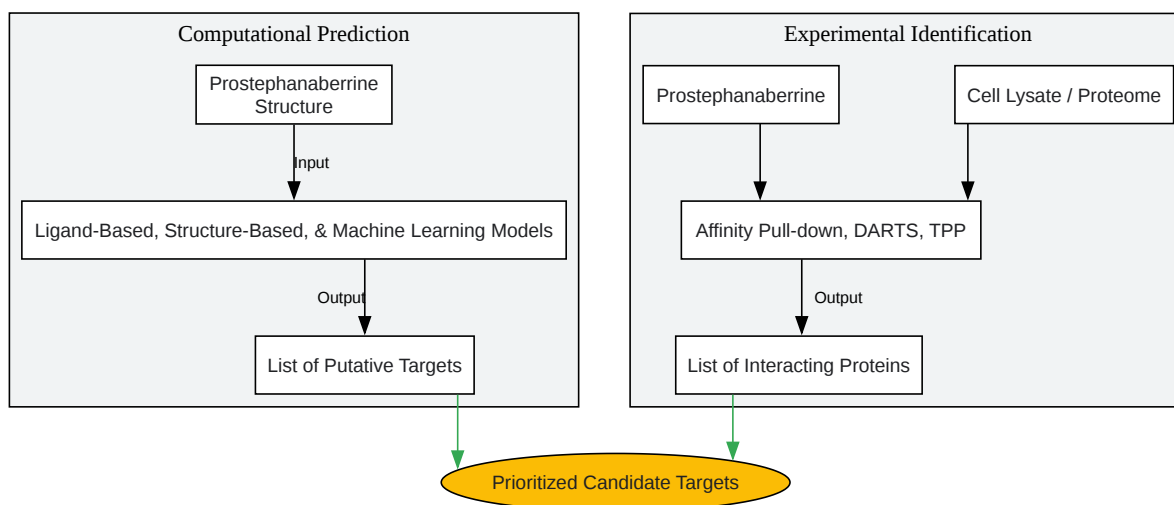 Computational Prediction
Prostephanaberrine
Structure
Input
Ligand-Based, Structure-Based, & Machine Learning Models
Output
List of Putative Targets
Experimental Identification
Prostephanaberrine
Cell Lysate / Proteome
Affinity Pull-down, DARTS, TPP
Output
List of Interacting Proteins
Prioritized Candidate Targets